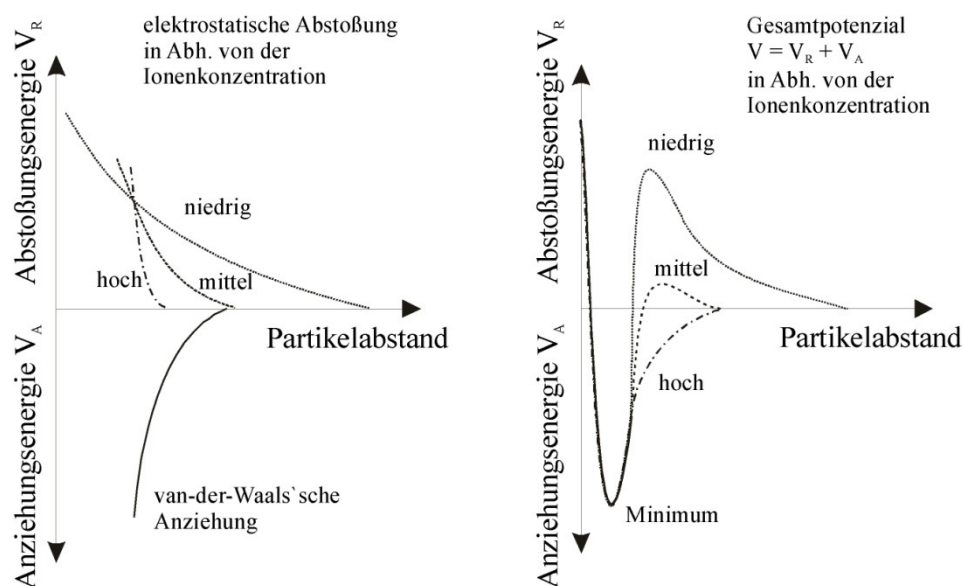 Abstoßungsenergie V_R
elektrostatische Abstoßung
in Abh. von der
Ionenkonzentration
niedrig
hoch
mittel
Partikelabstand
Anziehungsenergie V_A
van-der-Waals`sche
Anziehung
Abstoßungsenergie V_R
Gesamtpotenzial
V = V_R + V_A
in Abh. von der
Ionenkonzentration
niedrig
mittel
Partikelabstand
hoch
Anziehungsenergie V_A
Minimum